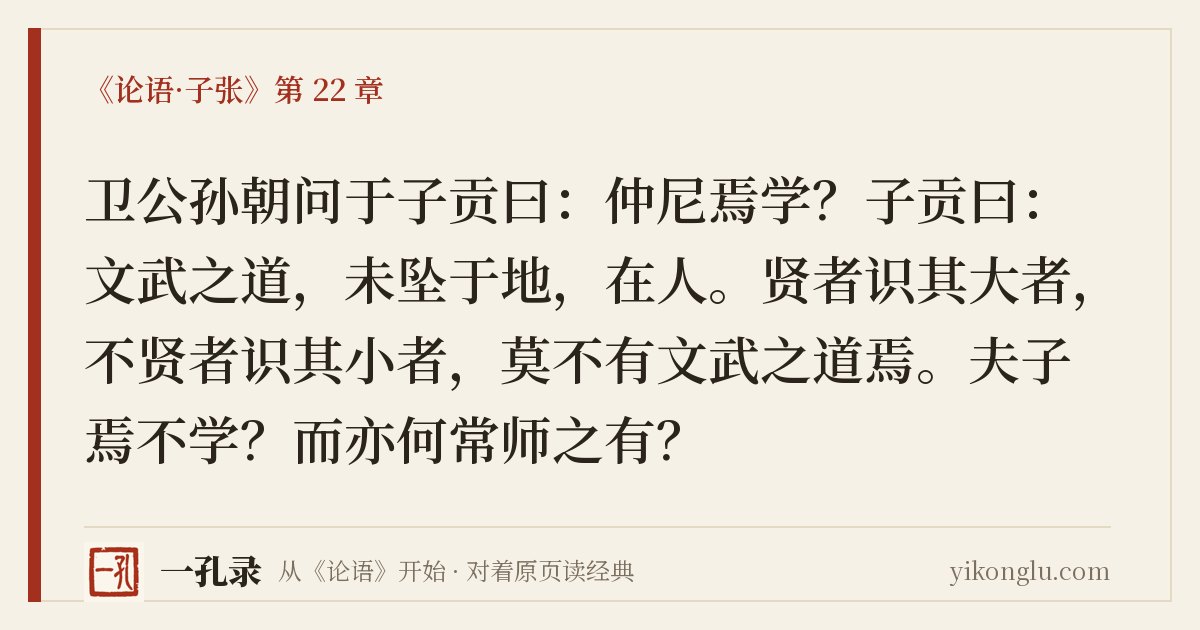 《论语·子张》第 22 章
卫公孙朝问于子贡曰：仲尼焉学？子贡曰：
文武之道，未坠于地，在人。贤者识其大者，
不贤者识其小者，莫不有文武之道焉。夫子
焉不学？而亦何常师之有？
一孔 一孔录 从《论语》开始 · 对着原页读经典 yikonglu.com